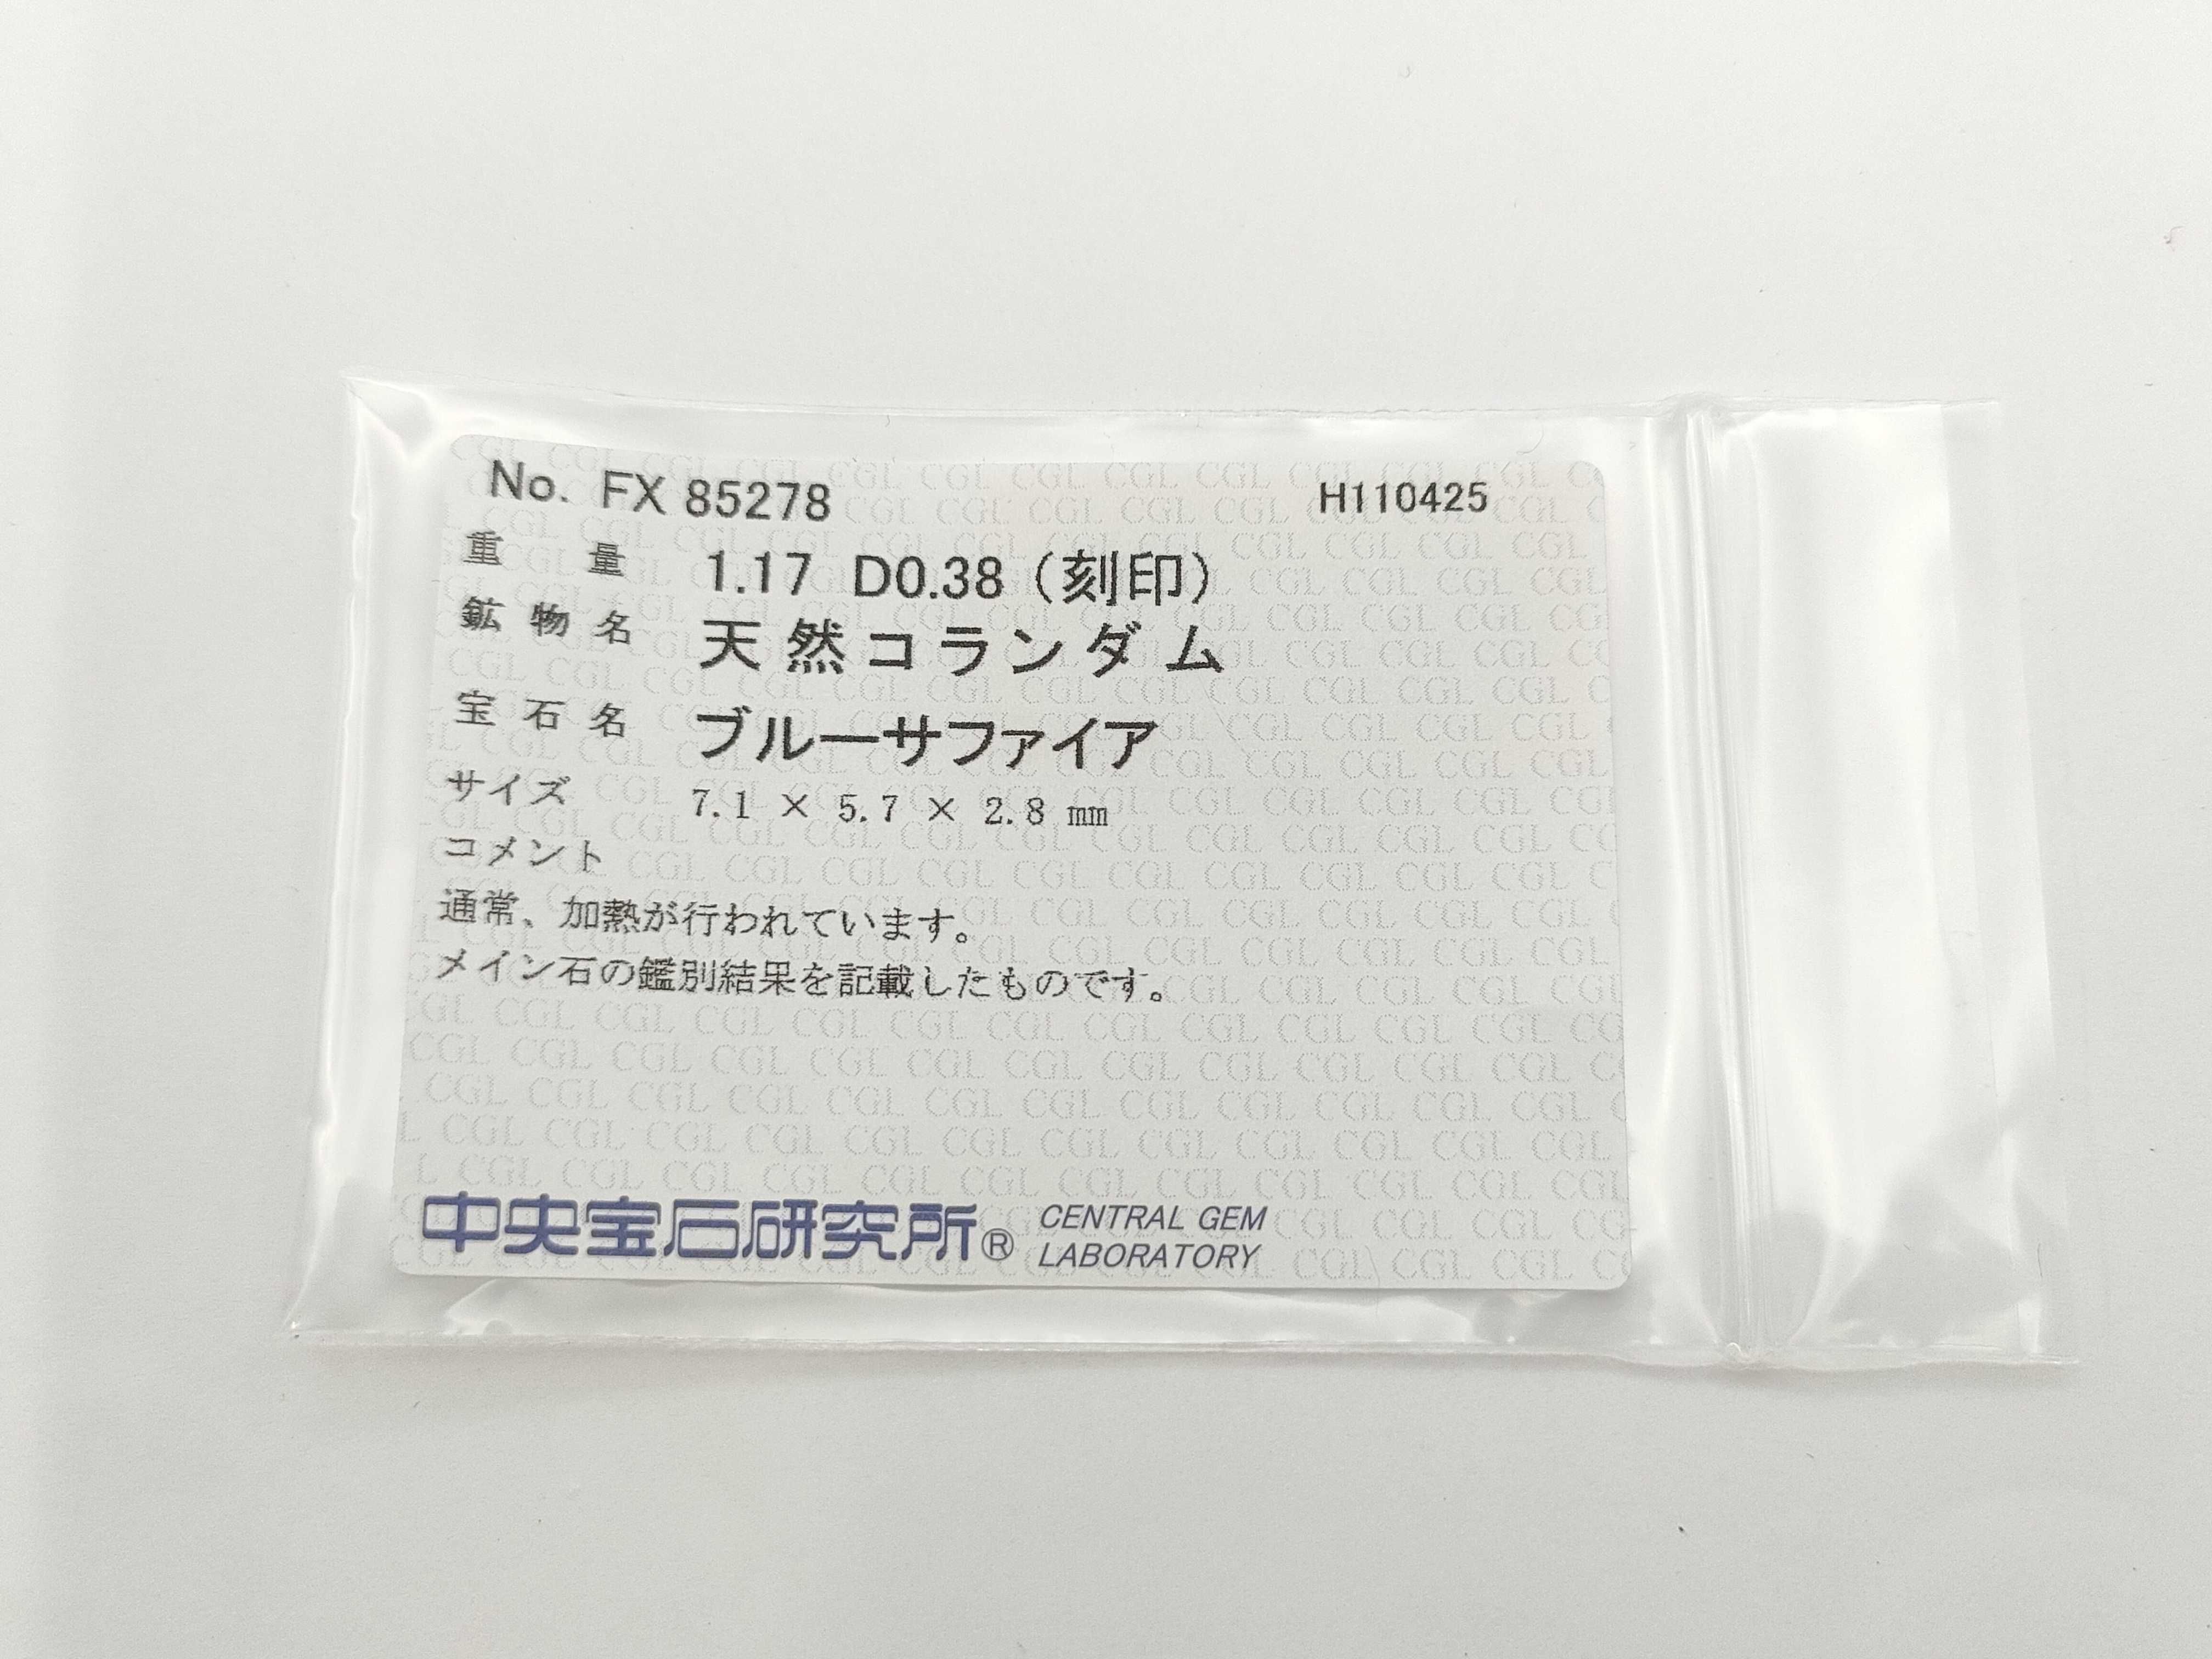 No. FX 85278 H110425
重量 1.17 D0.38（刻印）
鉱物名 天然コランダム
宝石名 ブルーサファイア
サイズ 7.1 × 5.7 × 2.8 mm
コメント
通常、加熱が行われています。
メイン石の鑑別結果を記載したものです。
中央宝石研究所® CENTRAL GEM
LABORATORY